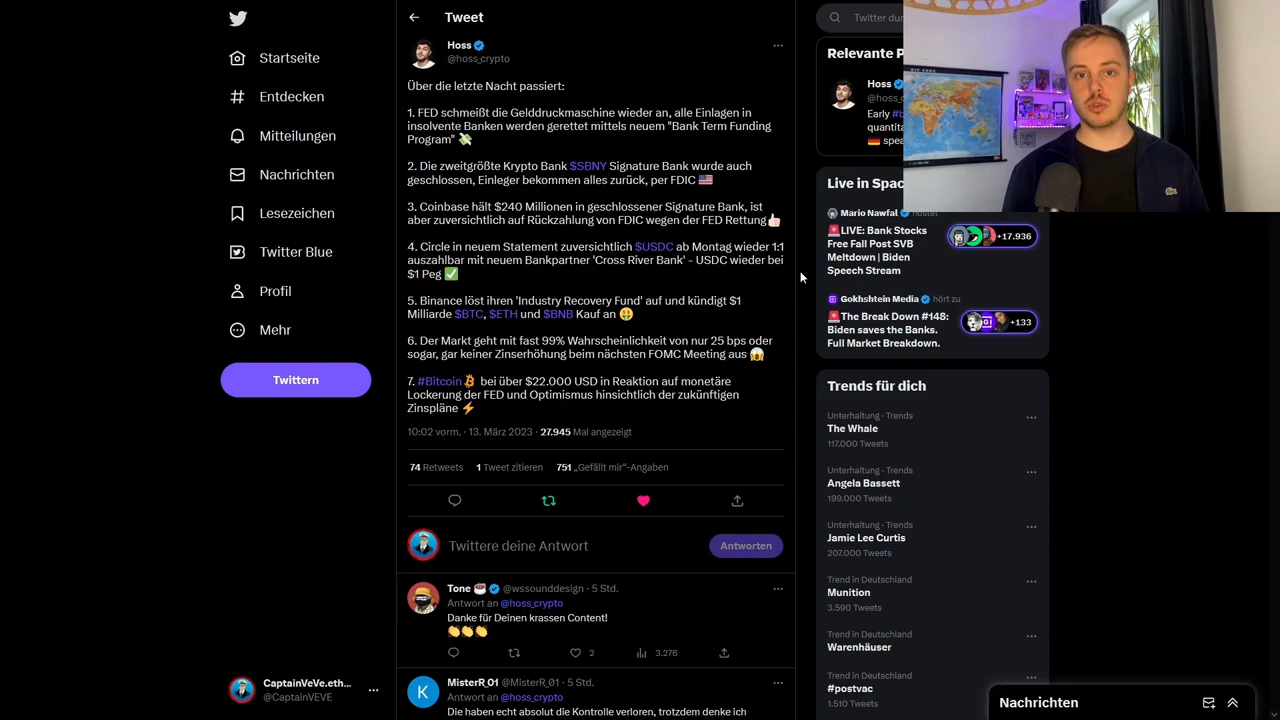 Startseite
Entdecken
Mitteilungen
Nachrichten
Lesezeichen
Twitter Blue
Profil
Mehr
Twittern
CaptainVeVe.eth...
@CaptainVEVE
Tweet
Hoss
@hoss_crypto
Über die letzte Nacht passiert:
1. FED schmeißt die Gelddruckmaschine wieder an, alle Einlagen in
insolvente Banken werden gerettet mittels neuem "Bank Term Funding
Program" 💸
2. Die zweitgrößte Krypto Bank $SBNY Signature Bank wurde auch
geschlossen, Einleger bekommen alles zurück, per FDIC 🇺🇸
3. Coinbase hält $240 Millionen in geschlossener Signature Bank, ist
aber zuversichtlich auf Rückzahlung von FDIC wegen der FED Rettung👍🏻
4. Circle in neuem Statement zuversichtlich $USDC ab Montag wieder 1:1
auszahlbar mit neuem Bankpartner 'Cross River Bank' - USDC wieder bei
$1 Peg ✅
5. Binance löst ihren 'Industry Recovery Fund' auf und kündigt $1
Milliarde $BTC, $ETH und $BNB Kauf an 🤑
6. Der Markt geht mit fast 99% Wahrscheinlichkeit von nur 25 bps oder
sogar, gar keiner Zinserhöhung beim nächsten FOMC Meeting aus 😱
7. #Bitcoin bei über $22.000 USD in Reaktion auf monetäre
Lockerung der FED und Optimismus hinsichtlich der zukünftigen
Zinspläne ⚡
10:02 vorm. · 13. März 2023 · 27.945 Mal angezeigt
74 Retweets 1 Tweet zitieren 751 „Gefällt mir“-Angaben
Twittere deine Antwort
Antworten
Tone ☕ @wssounddesign · 5 Std.
Antwort an @hoss_crypto
Danke für Deinen krassen Content!
👏👏👏
2 3.276
K
MisterR_01 @MisterR_01 · 5 Std.
Antwort an @hoss_crypto
Die haben echt absolut die Kontrolle verloren, trotzdem denke ich
Twitter dur
Relevante P
Hoss
@hoss_c
Early #b
quantita
🇩🇪 spea
Live in Spac
Mario Nawfal hostet
🚨LIVE: Bank Stocks
Free Fall Post SVB
Meltdown | Biden
Speech Stream
+17.936
Gokhshtein Media hört zu
🚨The Break Down #148:
Biden saves the Banks.
Full Market Breakdown.
+133
Trends für dich
Unterhaltung · Trends
The Whale
117.000 Tweets
Unterhaltung · Trends
Angela Bassett
199.000 Tweets
Unterhaltung · Trends
Jamie Lee Curtis
207.000 Tweets
Trend in Deutschland
Munition
3.590 Tweets
Trend in Deutschland
Warenhäuser
Trend in Deutschland
#postvac
1.510 Tweets
Nachrichten